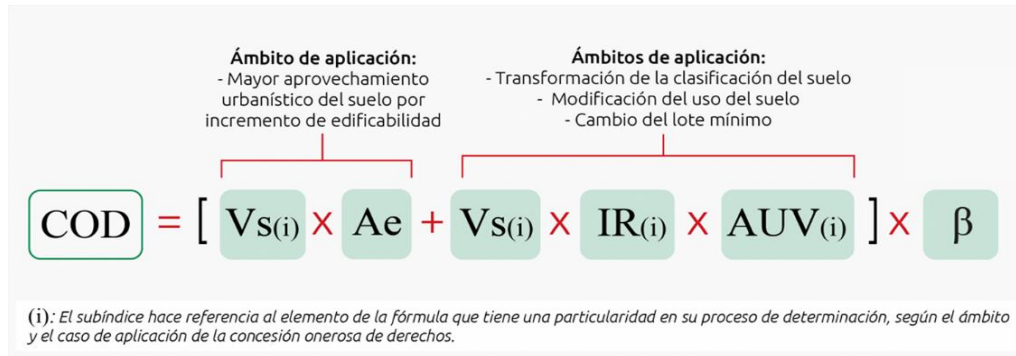 Ámbito de aplicación:
- Mayor aprovechamiento
urbanístico del suelo por
incremento de edificabilidad
Ámbitos de aplicación:
- Transformación de la clasificación del suelo
- Modificación del uso del suelo
- Cambio del lote mínimo
COD = [ Vs(i) X Ae + Vs(i) X IR(i) X AUV(i) ] X β
(i): El subíndice hace referencia al elemento de la fórmula que tiene una particularidad en su proceso de determinación, según el ámbito
y el caso de aplicación de la concesión onerosa de derechos.